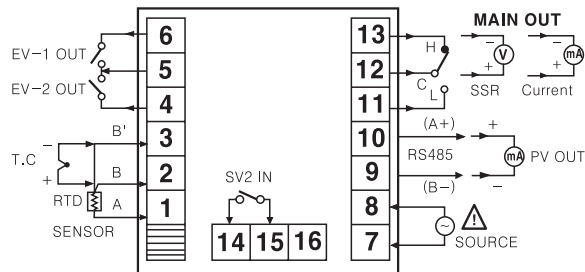 MAIN OUT
6 13
EV-1 OUT H - - V mA
5 12
EV-2 OUT C + +
4 11 L SSR Current
B' 3 10 (A+) +
- T.C RS485 mA PV OUT
+ B 2 SV2 IN 9 (B-) -
RTD A 1 8
SENSOR 14 15 16 7 ~ ! SOURCE